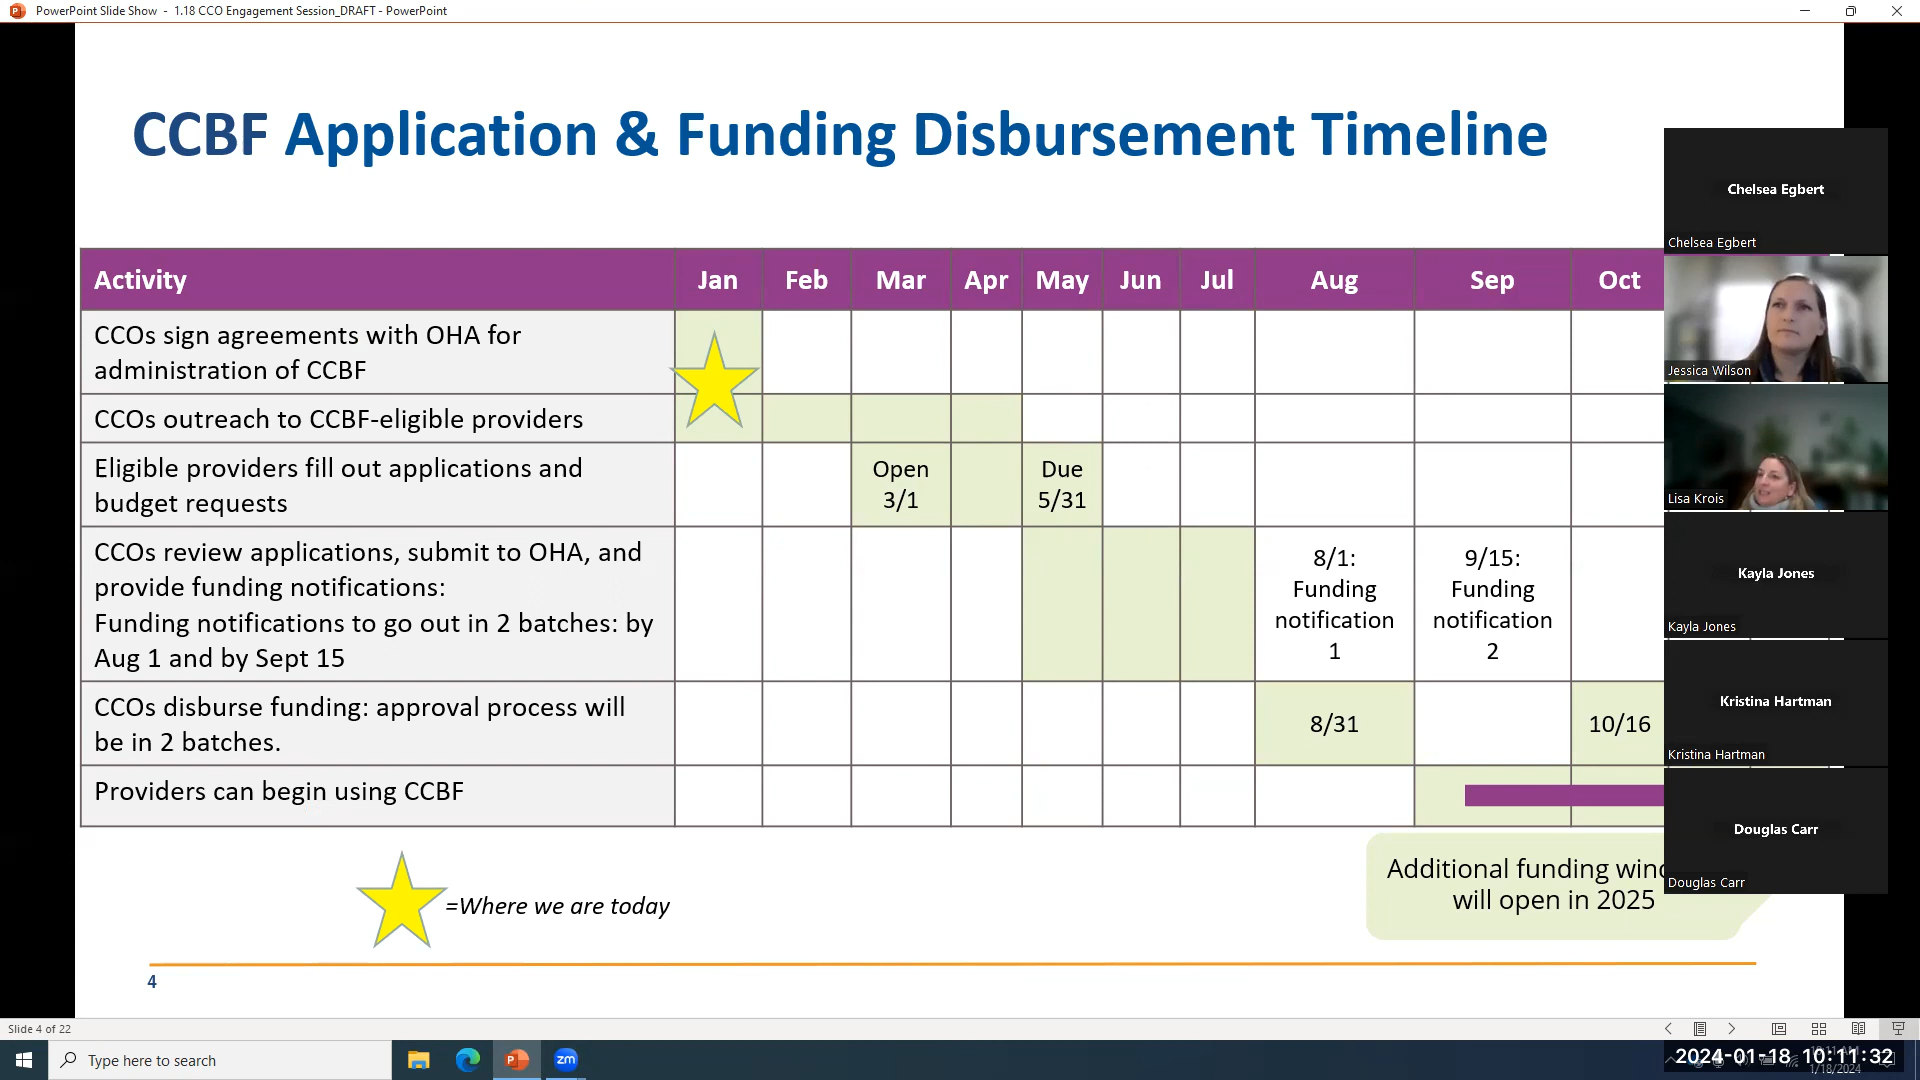 PowerPoint Slide Show - 1.18 CCO Engagement Session_DRAFT - PowerPoint
CCBF Application & Funding Disbursement Timeline
Activity Jan Feb Mar Apr May Jun Jul Aug Sep Oct
CCOs sign agreements with OHA for
administration of CCBF
CCOs outreach to CCBF-eligible providers
Eligible providers fill out applications and
budget requests
Open
3/1
Due
5/31
CCOs review applications, submit to OHA, and
provide funding notifications:
Funding notifications to go out in 2 batches: by
Aug 1 and by Sept 15
8/1:
Funding
notification
1
9/15:
Funding
notification
2
CCOs disburse funding: approval process will
be in 2 batches.
8/31
10/16
Providers can begin using CCBF
Additional funding
will open in 2025
=Where we are today
4
Chelsea Egbert
Chelsea Egbert
Jessica Wilson
Lisa Krois
Kayla Jones
Kayla Jones
Kristina Hartman
Kristina Hartman
Douglas Carr
Douglas Carr
Slide 4 of 22
Type here to search
zm
2024-01-18 10:11:32
1/18/2024